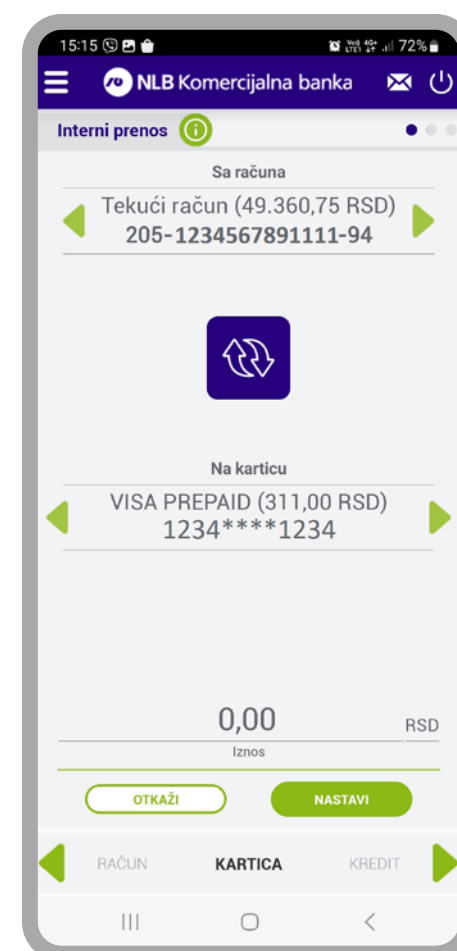 15:15 72%
NLB Komercijalna banka
Interni prenos
Sa računa
Tekući račun (49.360,75 RSD)
205-1234567891111-94
Na karticu
VISA PREPAID (311,00 RSD)
1234****1234
0,00 RSD
Iznos
OTKAŽI NASTAVI
RAČUN KARTICA KREDIT